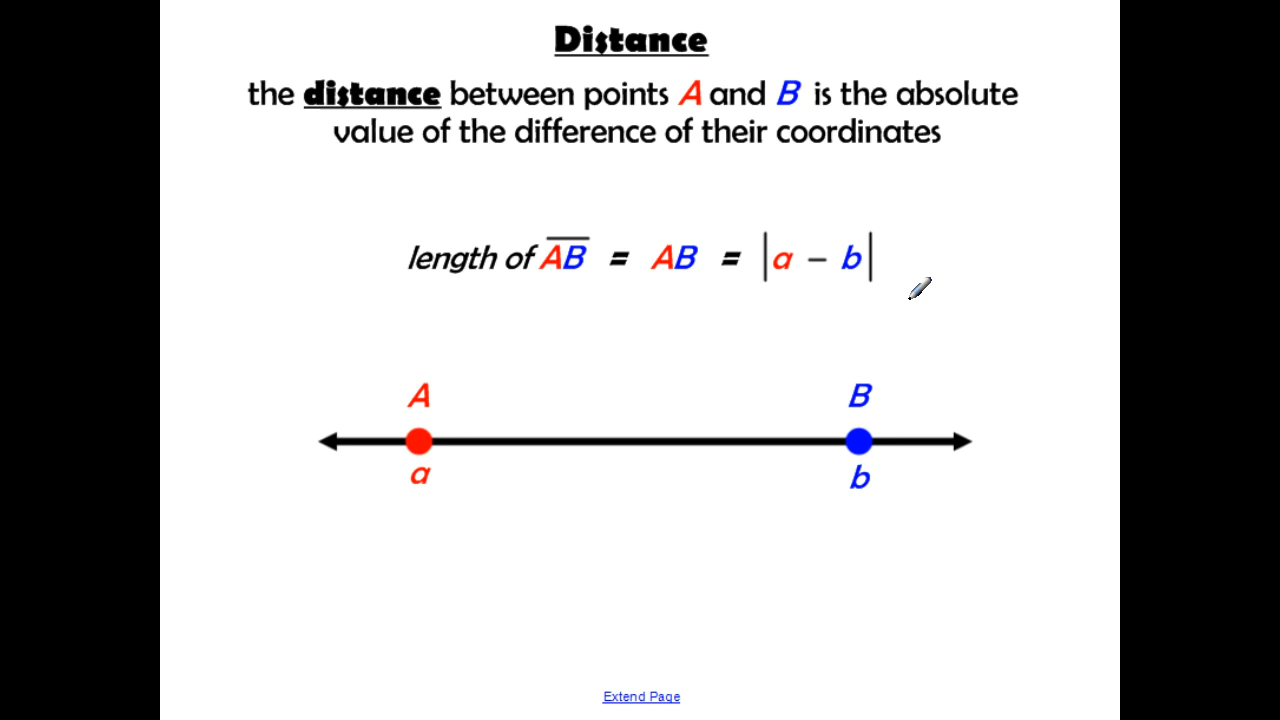 Distance
the distance between points A and B is the absolute
value of the difference of their coordinates
length of A̅B̅ = AB = |a – b|
A B
a b
Extend Page